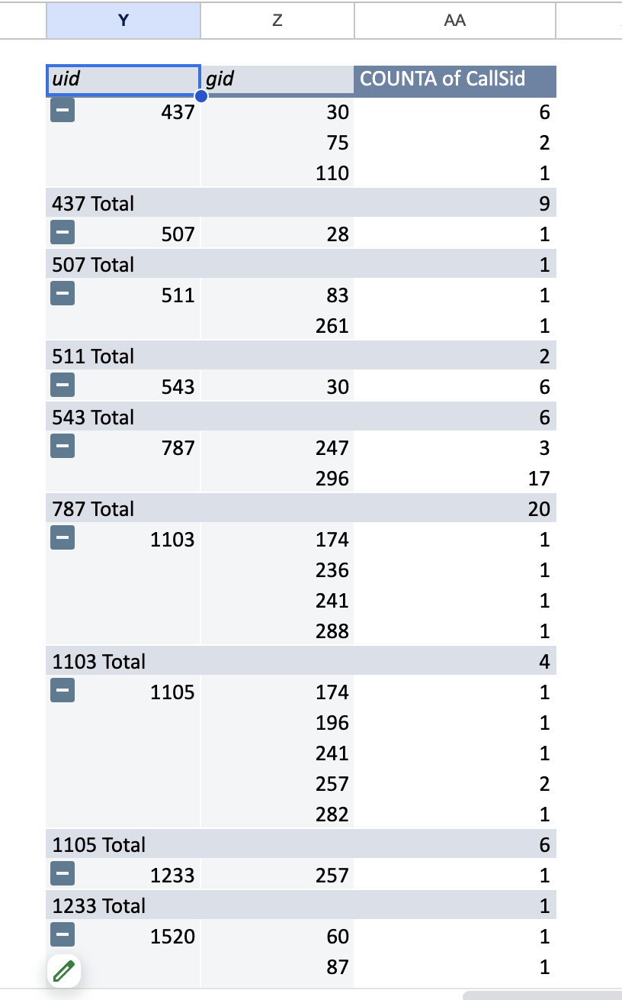 Y Z AA
uid gid COUNTA of CallSid
437 30 6
75 2
110 1
437 Total 9
507 28 1
507 Total 1
511 83 1
261 1
511 Total 2
543 30 6
543 Total 6
787 247 3
296 17
787 Total 20
1103 174 1
236 1
241 1
288 1
1103 Total 4
1105 174 1
196 1
241 1
257 2
282 1
1105 Total 6
1233 257 1
1233 Total 1
1520 60 1
87 1